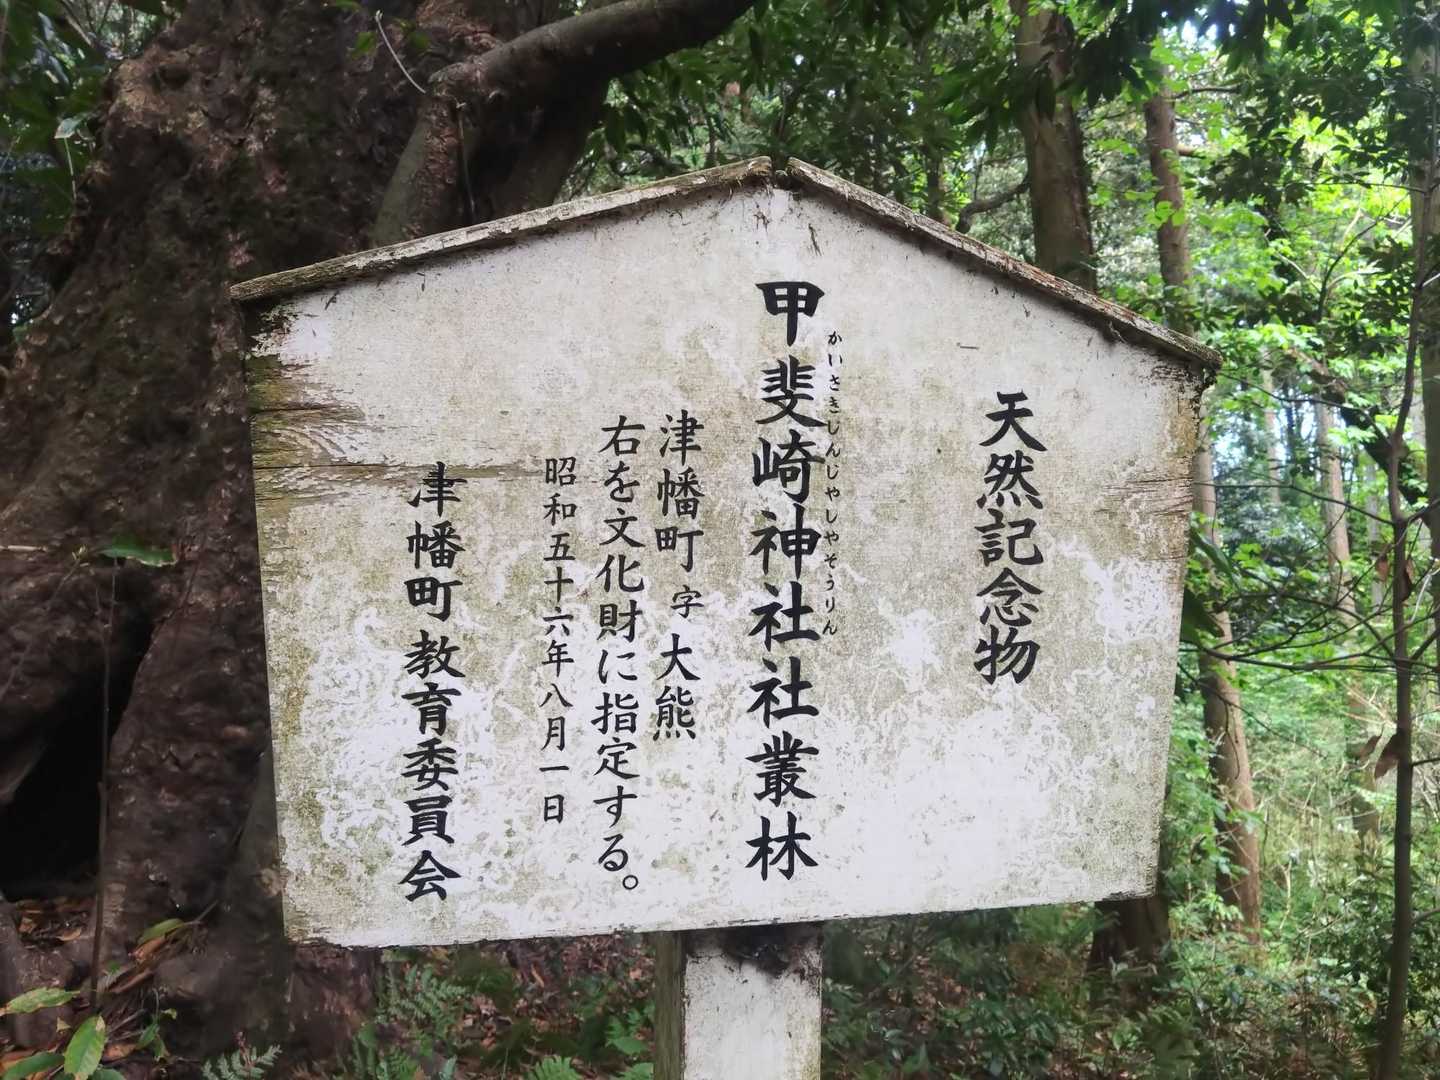 天然記念物
甲斐崎神社社叢林
かいさきじんじゃしゃそうりん
津幡町字大熊
右を文化財に指定する。
昭和五十六年八月一日
津幡町教育委員会